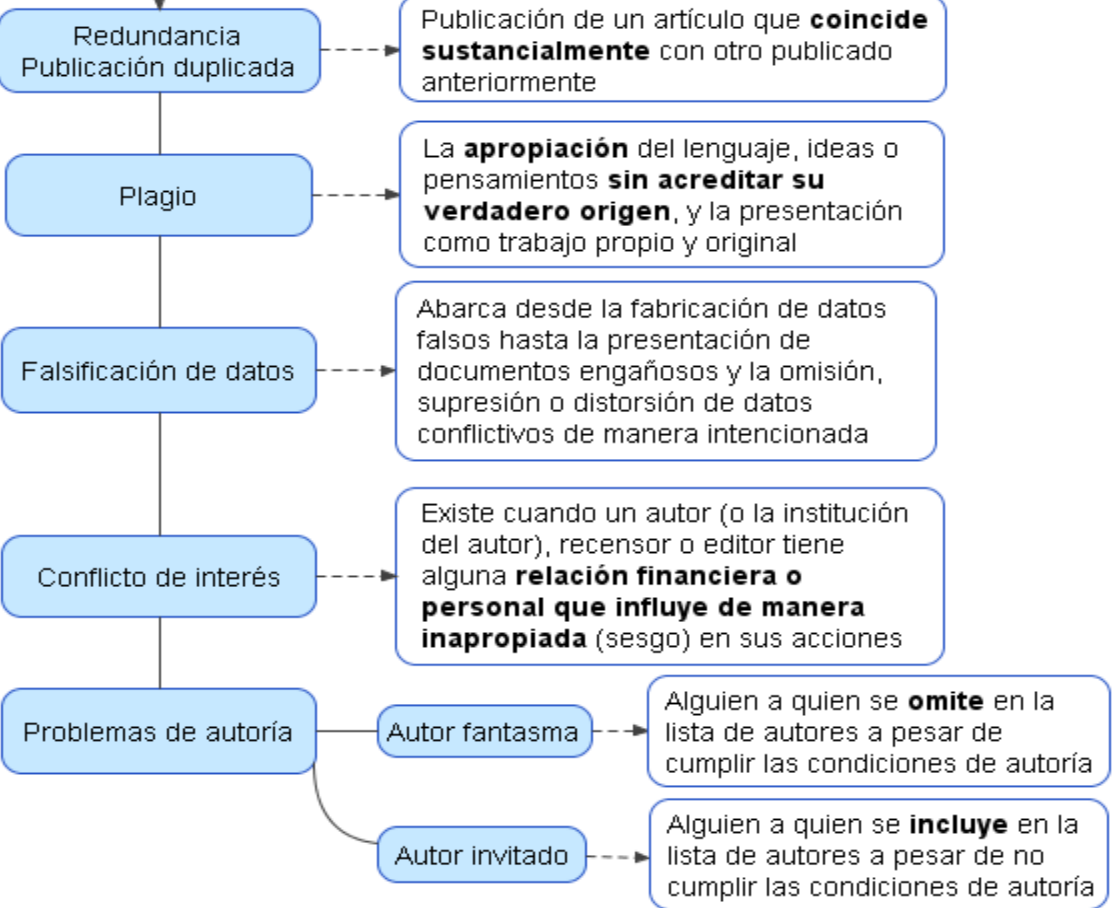 Redundancia
Publicación duplicada
Publicación de un artículo que coincide
sustancialmente con otro publicado
anteriormente
Plagio
La apropiación del lenguaje, ideas o
pensamientos sin acreditar su
verdadero origen, y la presentación
como trabajo propio y original
Falsificación de datos
Abarca desde la fabricación de datos
falsos hasta la presentación de
documentos engañosos y la omisión,
supresión o distorsión de datos
conflictivos de manera intencionada
Conflicto de interés
Existe cuando un autor (o la institución
del autor), recensor o editor tiene
alguna relación financiera o
personal que influye de manera
inapropiada (sesgo) en sus acciones
Problemas de autoría
Autor fantasma
Alguien a quien se omite en la
lista de autores a pesar de
cumplir las condiciones de autoría
Autor invitado
Alguien a quien se incluye en la
lista de autores a pesar de no
cumplir las condiciones de autoría